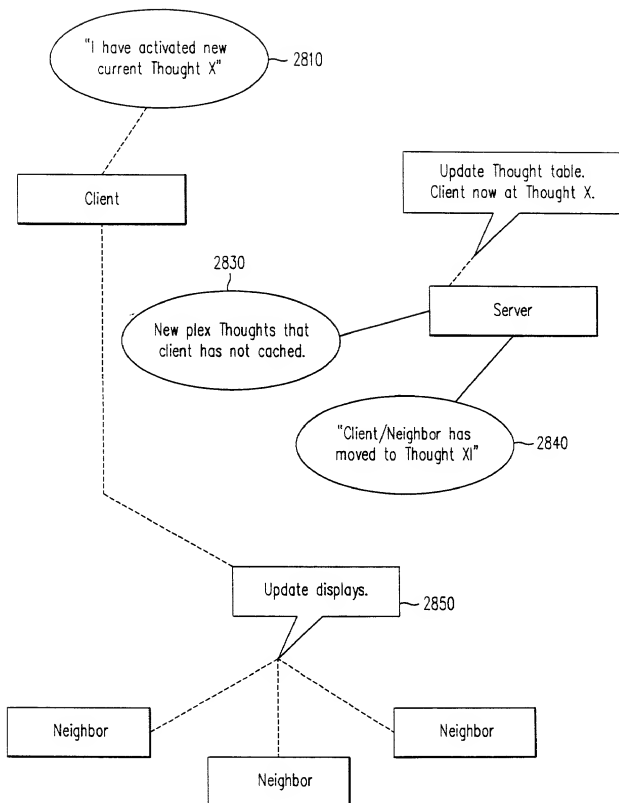 "I have activated new
current Thought X"
2810
Client
Update Thought table.
Client now at Thought X.
2830
Server
New plex Thoughts that
client has not cached.
"Client/Neighbor has
moved to Thought XI"
2840
Update displays.
2850
Neighbor
Neighbor
Neighbor